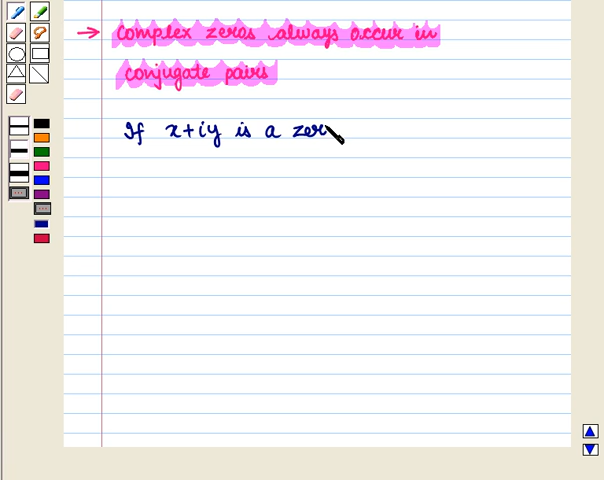 → complex zeros always occur in
conjugate pairs
If x+iy is a zer